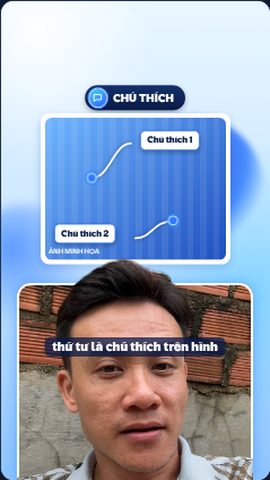 CHÚ THÍCH
Chú thích 1
Chú thích 2
ẢNH MINH HỌA
thứ tư là chú thích trên hình